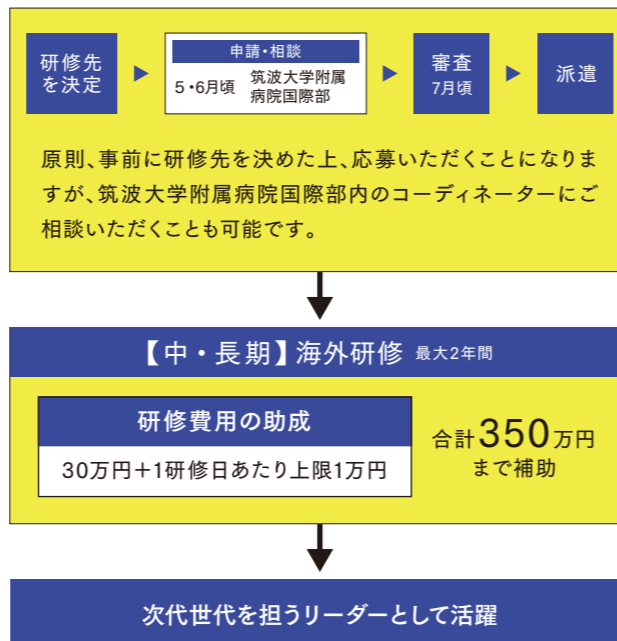 研修先
を決定
申請・相談
5・6月頃
筑波大学附属
病院国際部
審査
7月頃
派遣
原則、事前に研修先を決めた上、応募いただくことになりま
すが、筑波大学附属病院国際部内のコーディネーターにご
相談いただくことも可能です。
【中・長期】海外研修 最大2年間
研修費用の助成
30万円＋1研修日あたり上限1万円
合計350万円
まで補助
次代世代を担うリーダーとして活躍